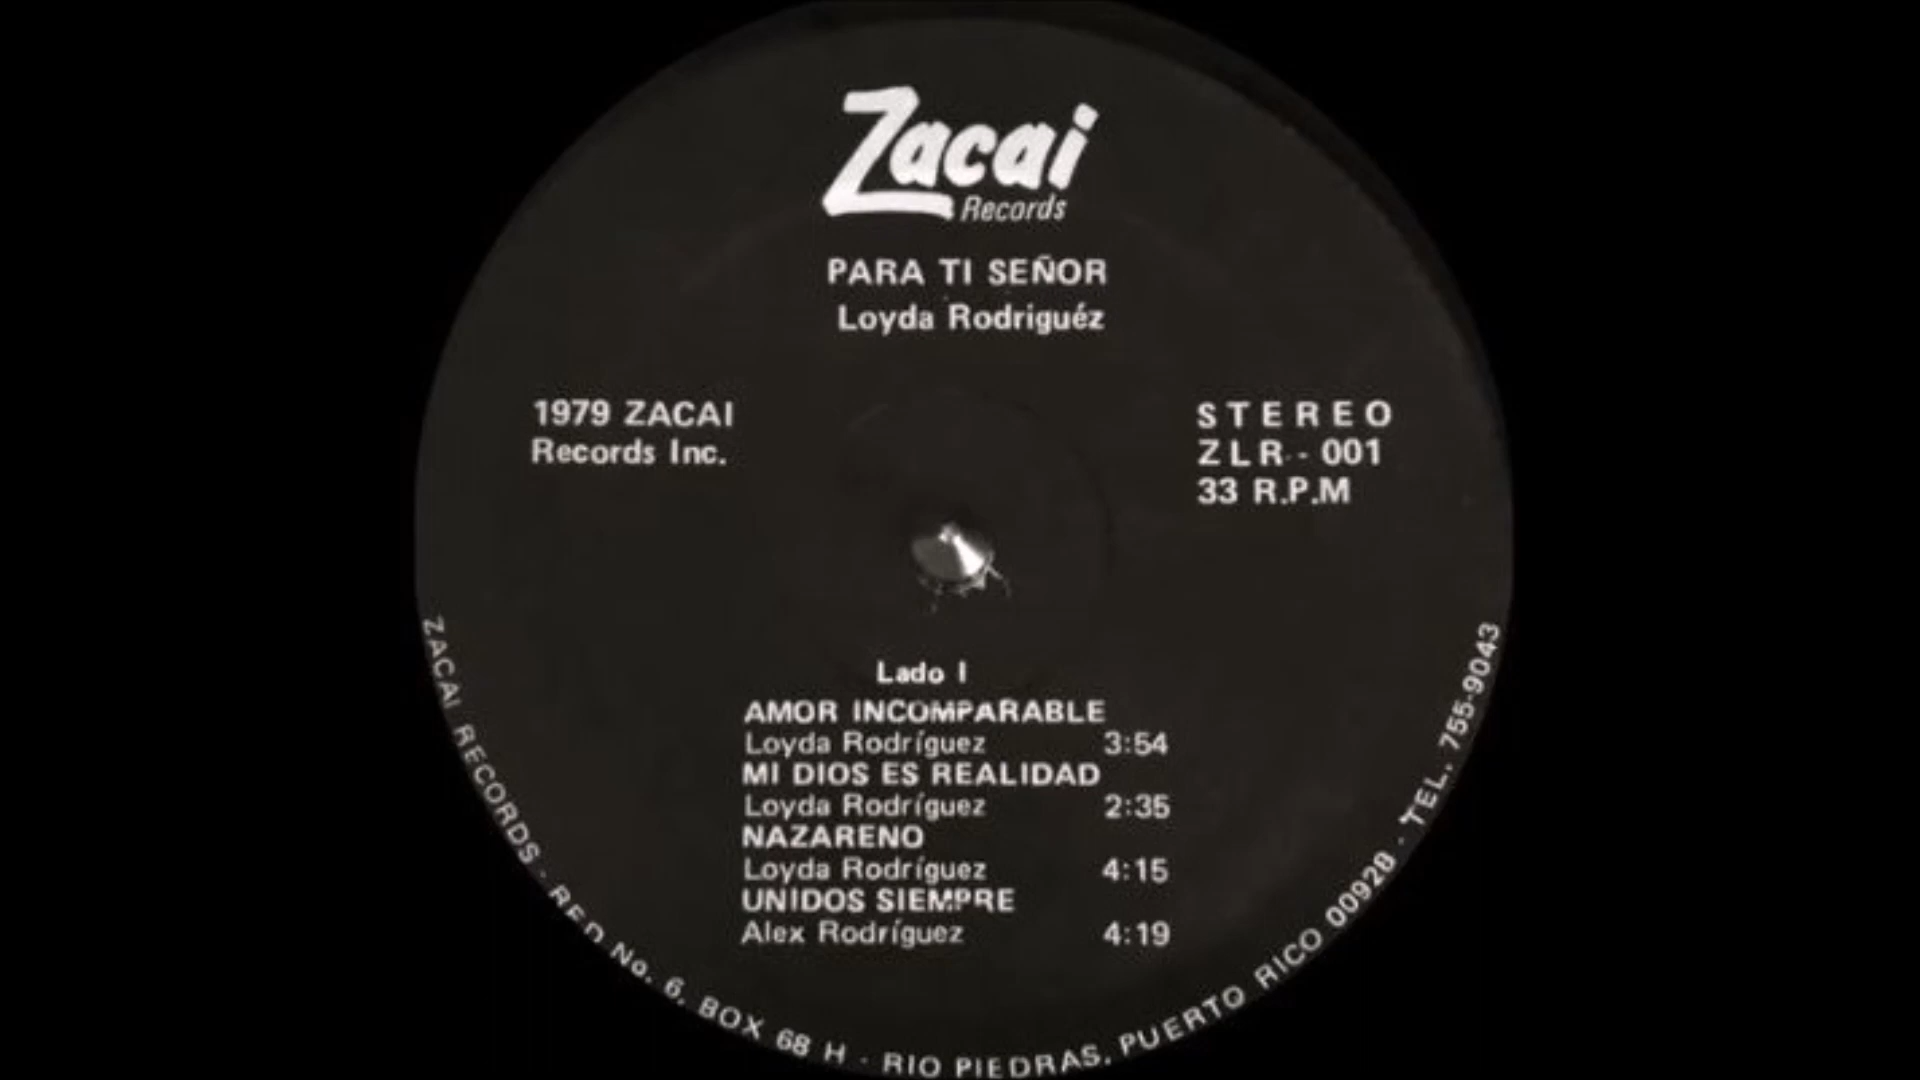 Zacai
Records
PARA TI SEÑOR
Loyda Rodriguéz
1979 ZACAI
Records Inc.
STEREO
ZLR - 001
33 R.P.M
Lado I
AMOR INCOMPARABLE
Loyda Rodríguez 3:54
MI DIOS ES REALIDAD
Loyda Rodríguez 2:35
NAZARENO
Loyda Rodríguez 4:15
UNIDOS SIEMPRE
Alex Rodríguez 4:19
ZACAI RECORDS - RED No. 6, BOX 68 H - RIO PIEDRAS, PUERTO RICO 00928 - TEL. 755-9043